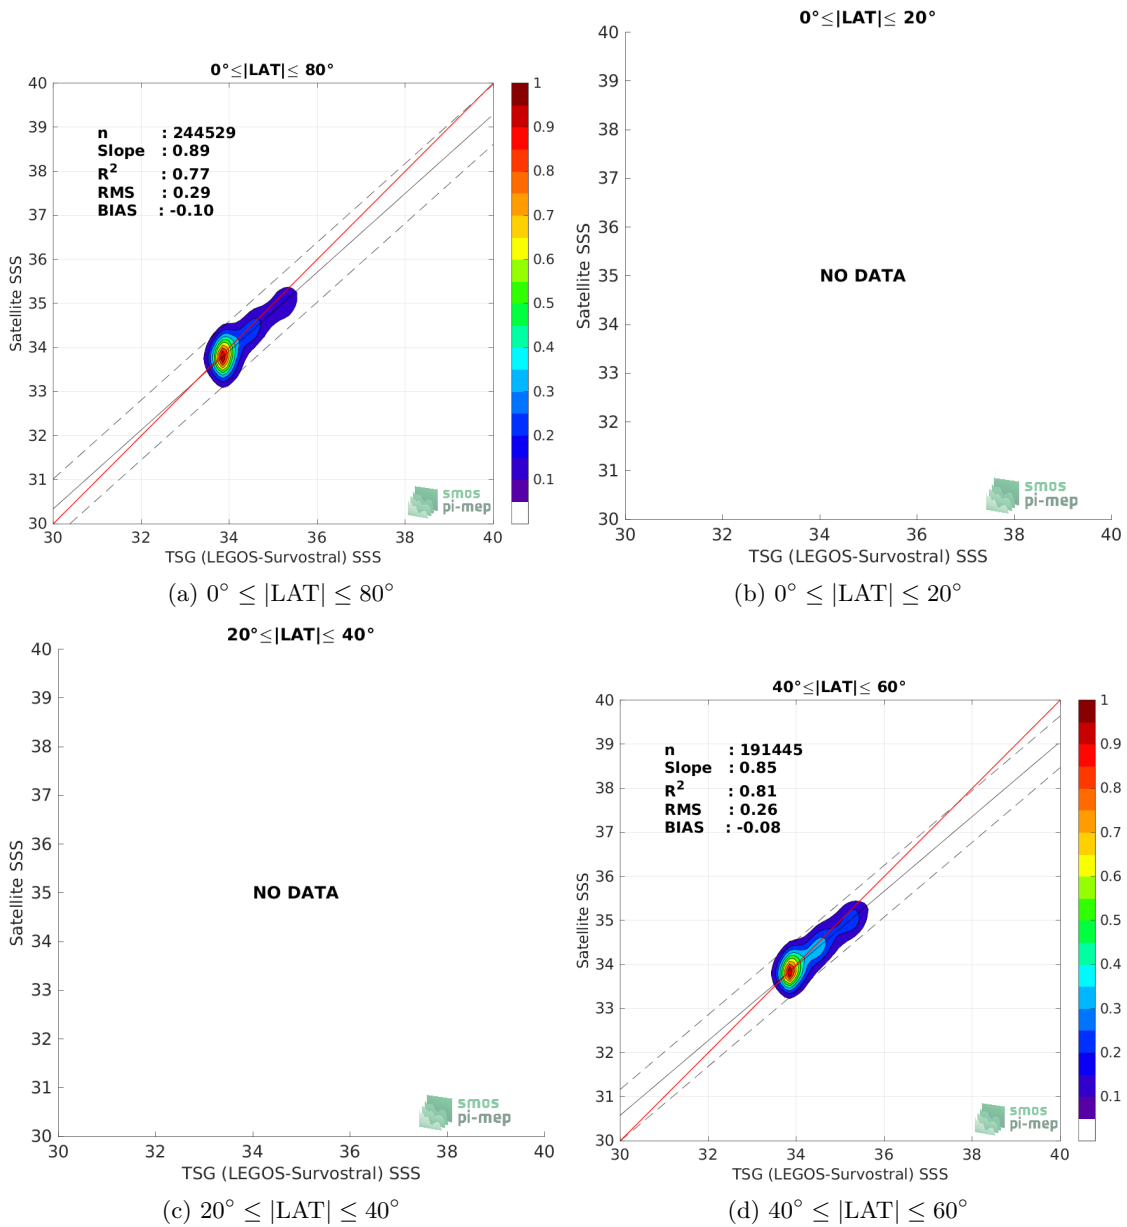 0°≤|LAT|≤ 80°
40
39
38
37
36
35
34
33
32
31
30
Satellite SSS
n : 244529
Slope : 0.89
R² : 0.77
RMS : 0.29
BIAS : -0.10
1
0.9
0.8
0.7
0.6
0.5
0.4
0.3
0.2
0.1
smos
pi-mep
30 32 34 36 38 40
TSG (LEGOS-Survostral) SSS
(a) 0° ≤ |LAT| ≤ 80°
0°≤|LAT|≤ 20°
40
39
38
37
36
35
34
33
32
31
30
Satellite SSS
NO DATA
smos
pi-mep
30 32 34 36 38 40
TSG (LEGOS-Survostral) SSS
(b) 0° ≤ |LAT| ≤ 20°
20°≤|LAT|≤ 40°
40
39
38
37
36
35
34
33
32
31
30
Satellite SSS
NO DATA
smos
pi-mep
30 32 34 36 38 40
TSG (LEGOS-Survostral) SSS
(c) 20° ≤ |LAT| ≤ 40°
40°≤|LAT|≤ 60°
40
39
38
37
36
35
34
33
32
31
30
Satellite SSS
n : 191445
Slope : 0.85
R² : 0.81
RMS : 0.26
BIAS : -0.08
1
0.9
0.8
0.7
0.6
0.5
0.4
0.3
0.2
0.1
smos
pi-mep
30 32 34 36 38 40
TSG (LEGOS-Survostral) SSS
(d) 40° ≤ |LAT| ≤ 60°